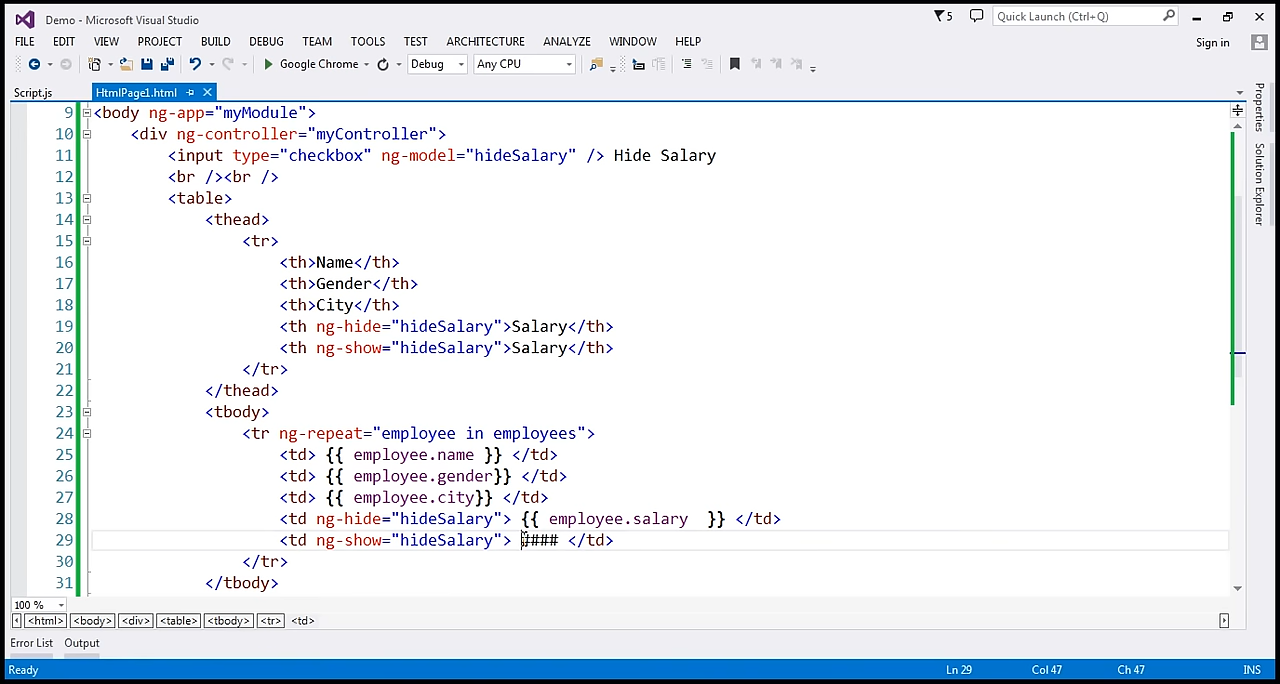 Demo - Microsoft Visual Studio
5
Quick Launch (Ctrl+Q)
FILE EDIT VIEW PROJECT BUILD DEBUG TEAM TOOLS TEST ARCHITECTURE ANALYZE WINDOW HELP
Sign in
Google Chrome Debug Any CPU
Script.js HtmlPage1.html
Properties
Solution Explorer
9 <body ng-app="myModule">
10 <div ng-controller="myController">
11 <input type="checkbox" ng-model="hideSalary" /> Hide Salary
12 <br /><br />
13 <table>
14 <thead>
15 <tr>
16 <th>Name</th>
17 <th>Gender</th>
18 <th>City</th>
19 <th ng-hide="hideSalary">Salary</th>
20 <th ng-show="hideSalary">Salary</th>
21 </tr>
22 </thead>
23 <tbody>
24 <tr ng-repeat="employee in employees">
25 <td> {{ employee.name }} </td>
26 <td> {{ employee.gender}} </td>
27 <td> {{ employee.city}} </td>
28 <td ng-hide="hideSalary"> {{ employee.salary  }} </td>
29 <td ng-show="hideSalary"> #### </td>
30 </tr>
31 </tbody>
100 %
<html> <body> <div> <table> <tbody> <tr> <td>
Error List Output
Ready Ln 29 Col 47 Ch 47 INS